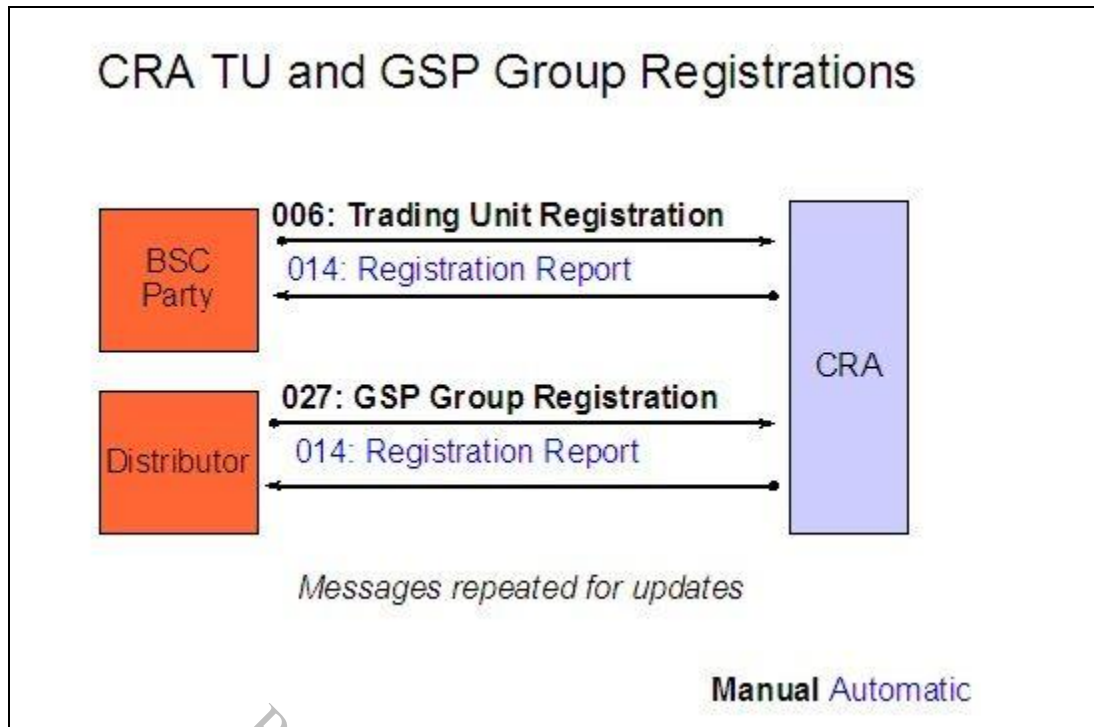 CRA TU and GSP Group Registrations
006: Trading Unit Registration
BSC
Party
014: Registration Report
CRA
027: GSP Group Registration
Distributor
014: Registration Report
Messages repeated for updates
Manual Automatic